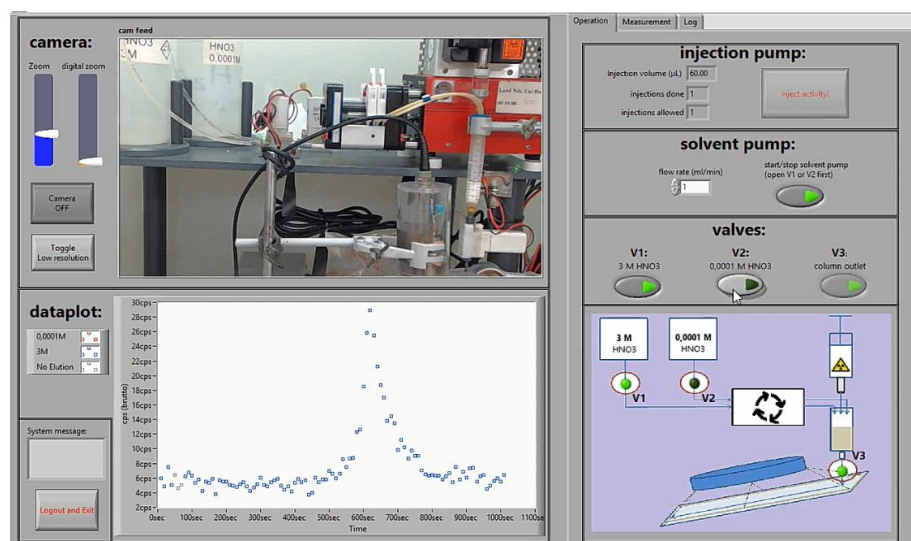 camera:
Zoom
digital zoom
Camera
OFF
Toggle
Low resolution
cam feed
HNO3
3M
HNO3
0,0001M
dataplot:
0,0001M
3M
No Elution
System message:
Logout and Exit
cps (brutto)
30cps
28cps
26cps
24cps
22cps
20cps
18cps
16cps
14cps
12cps
10cps
8cps
6cps
4cps
2cps
0sec
100sec
200sec
300sec
400sec
500sec
600sec
700sec
800sec
900sec
1000sec
1100sec
Time
Operation
Measurement
Log
injection pump:
Injection volume (µL)
60.00
injections done
1
injections allowed
1
Inject activity!
solvent pump:
flow rate (ml/min)
1
start/stop solvent pump
(open V1 or V2 first)
valves:
V1:
3 M HNO3
V2:
0,0001 M HNO3
V3:
column outlet
3 M
HNO3
0,0001 M
HNO3
V1
V2
V3